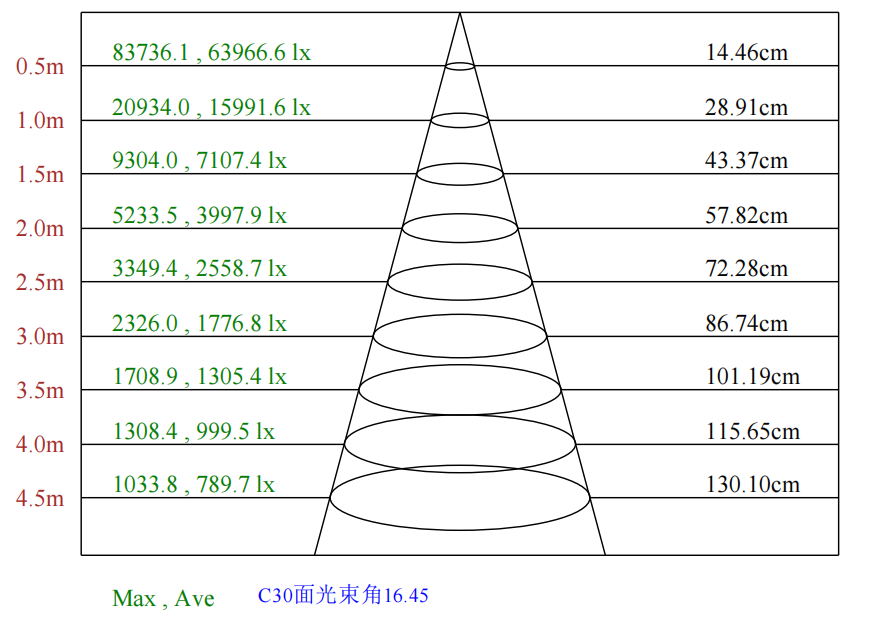 83736.1 , 63966.6 lx 14.46cm
0.5m
20934.0 , 15991.6 lx 28.91cm
1.0m
9304.0 , 7107.4 lx 43.37cm
1.5m
5233.5 , 3997.9 lx 57.82cm
2.0m
3349.4 , 2558.7 lx 72.28cm
2.5m
2326.0 , 1776.8 lx 86.74cm
3.0m
1708.9 , 1305.4 lx 101.19cm
3.5m
1308.4 , 999.5 lx 115.65cm
4.0m
1033.8 , 789.7 lx 130.10cm
4.5m
Max , Ave C30面光束角16.45